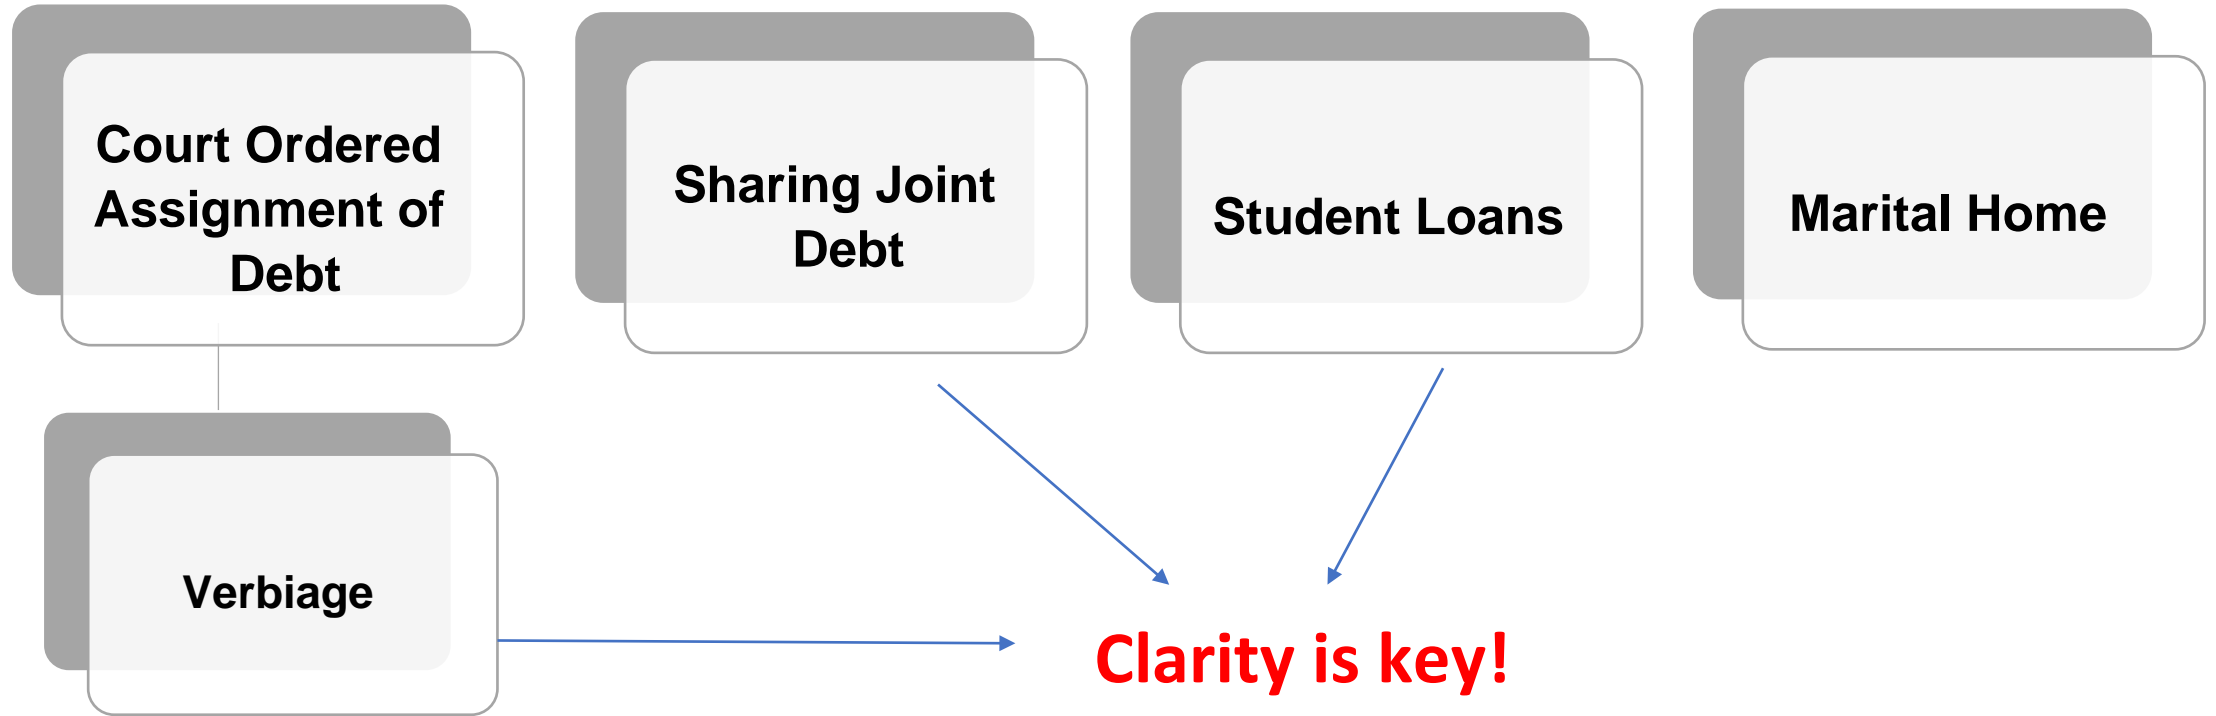 Court Ordered
Assignment of
Debt
Sharing Joint
Debt
Student Loans
Marital Home
Verbiage
Clarity is key!